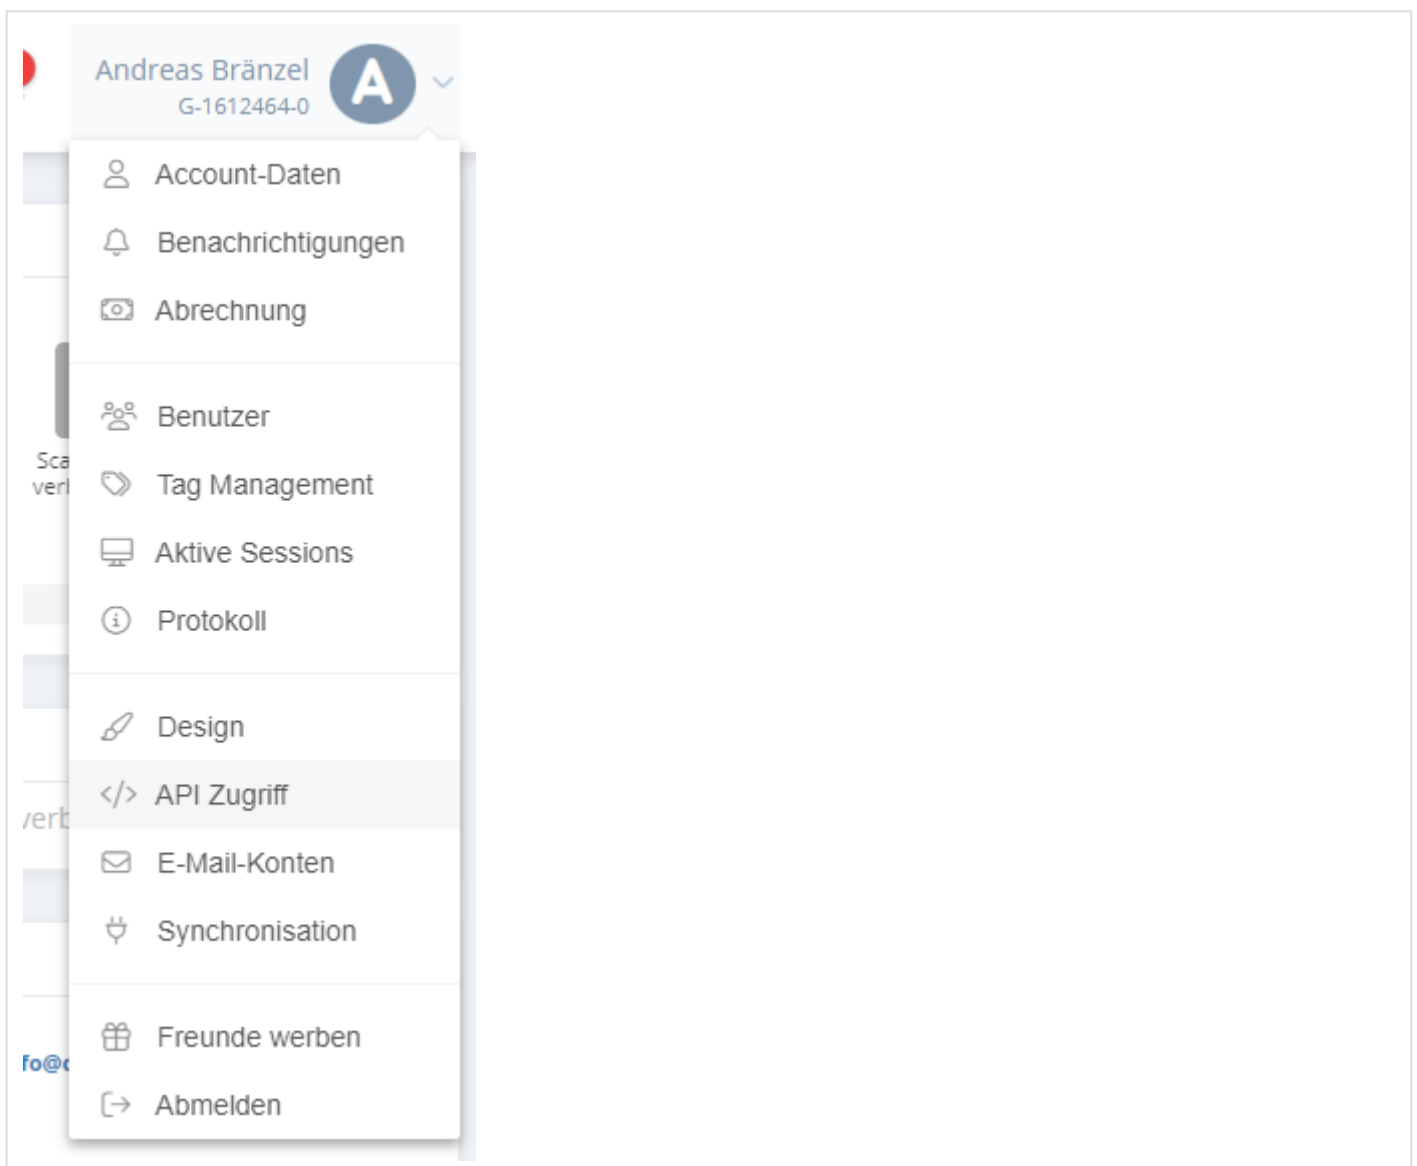 Andreas Bränzel
G-1612464-0
A
Account-Daten
Benachrichtigungen
Abrechnung
Benutzer
Sca
Tag Management
Aktive Sessions
Protokoll
Design
API Zugriff
E-Mail-Konten
Synchronisation
Freunde werben
Abmelden